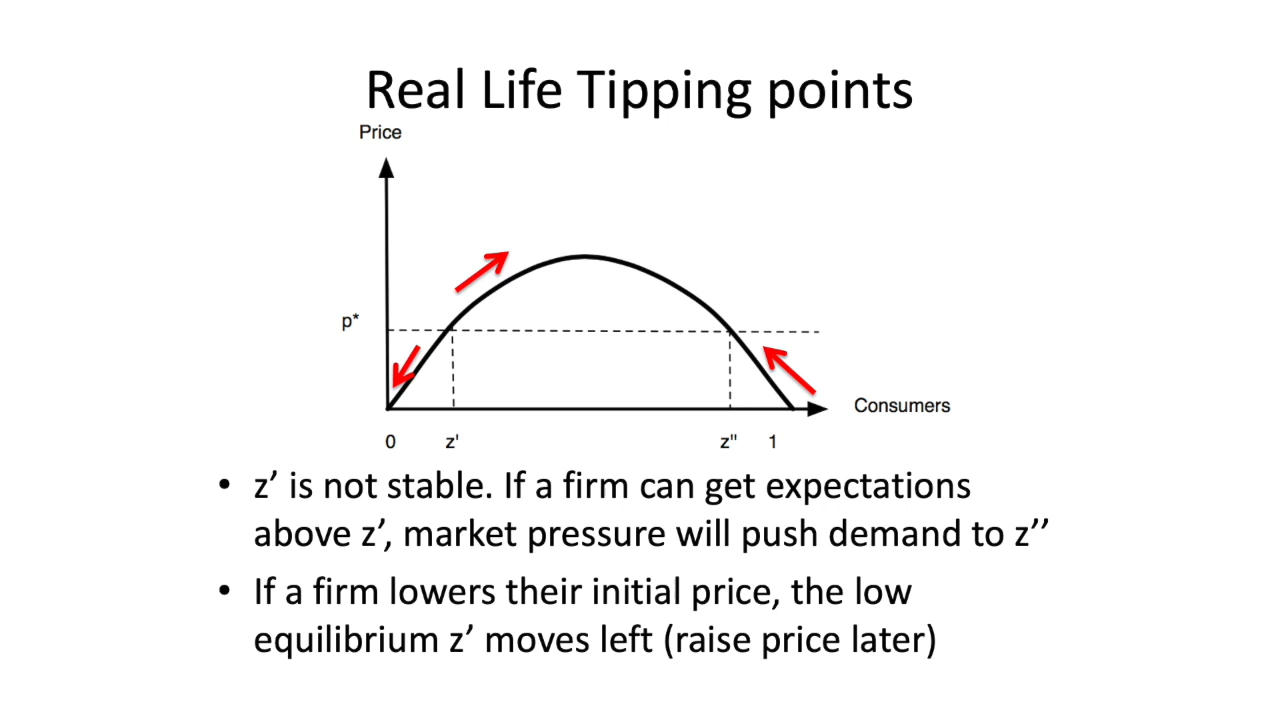 Real Life Tipping points
Price
p*
Consumers
0 z' z" 1
• z’ is not stable. If a firm can get expectations
above z’, market pressure will push demand to z’’
• If a firm lowers their initial price, the low
equilibrium z’ moves left (raise price later)